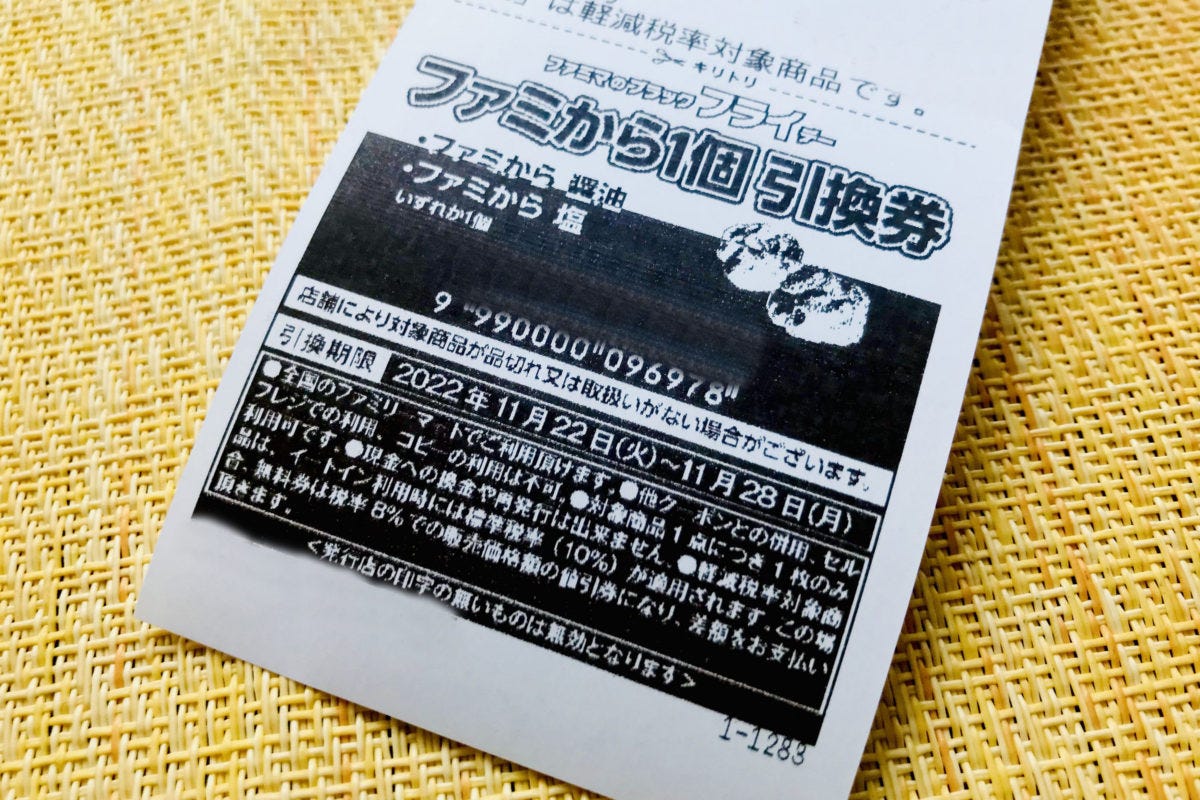 は軽減税率対象商品です。
キリトリ
ファミマのブラックフライチー
ファミから1個 引換券
・ファミから 醤油
・ファミから 塩
いずれか1個
9 "990000"096978"
店舗により対象商品が品切れ又は取扱いがない場合がございます。
引換期限 2022年11月22日(火)~11月28日(月)
●全国のファミリーマートでご利用頂けます。●他クーポンとの併用、セル
フレジでの利用、コピーの利用は不可●対象商品1点につき1枚のみ
利用可です。●現金への換金や再発行は出来ません。●軽減税率対象商
品は、イートイン利用時には標準税率(10%)が適用されます。この場
合、無料券は税率8%での販売価格額の値引券になり、差額をお支払い
頂きます。
<発行店の印字の無いものは無効となります>
1-1283